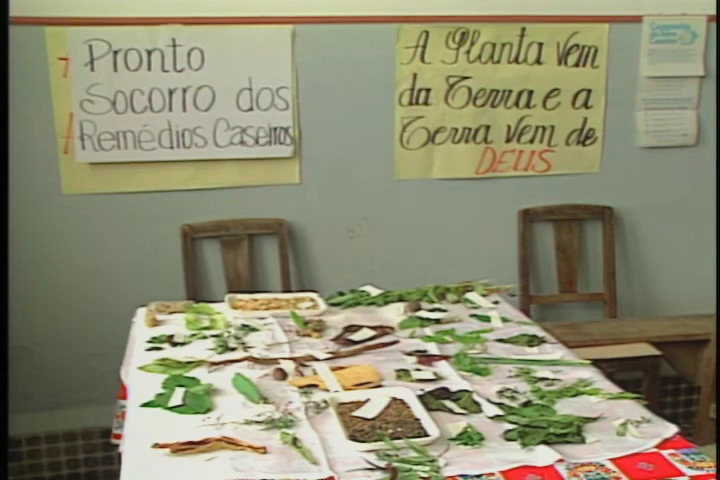 Pronto
Socorro dos
Remédios Caseiros
A Planta vem
da Terra e a
Terra vem de
DEUS